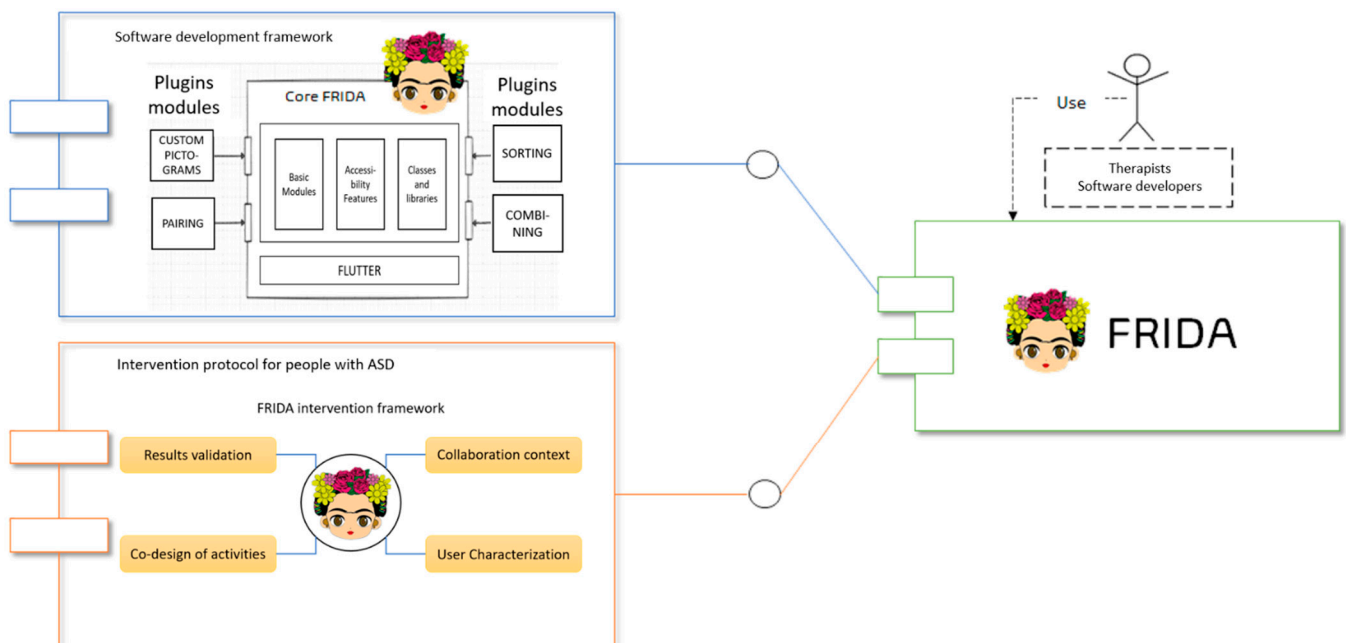 Software development framework
Plugins
modules
Core FRIDA
Plugins
modules
CUSTOM
PICTO-
GRAMS
PAIRING
Basic
Modules
Accessi-
bility
Features
Classes
and
libraries
FLUTTER
SORTING
COMBI-
NING
Use
Therapists
Software developers
FRIDA
Intervention protocol for people with ASD
FRIDA intervention framework
Results validation
Collaboration context
Co-design of activities
User Characterization